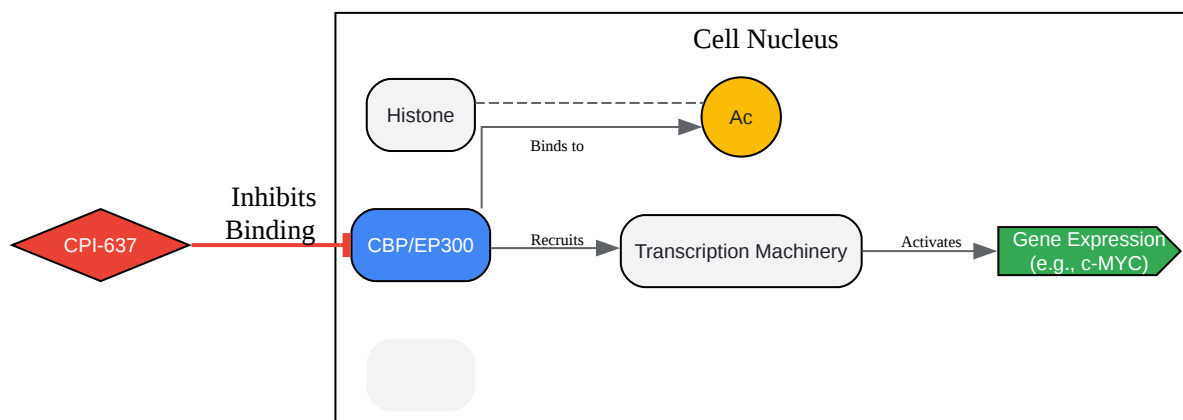 Cell Nucleus
Histone
Ac
Binds to
Inhibits
Binding
CPI-637
CBP/EP300
Recruits
Transcription Machinery
Activates
Gene Expression
(e.g., c-MYC)